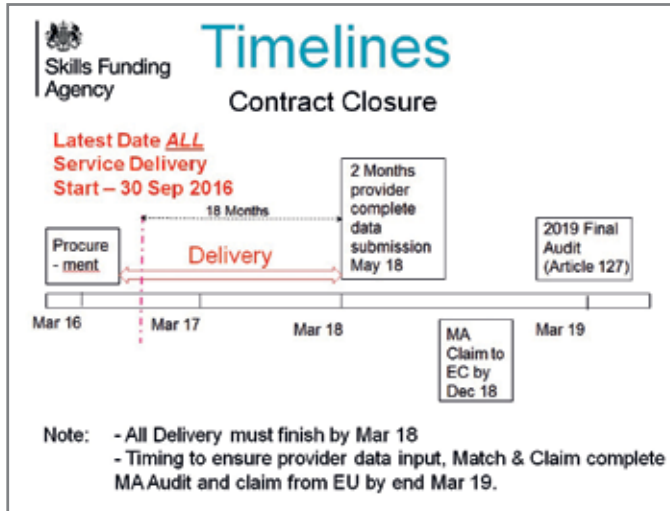 Timelines
Skills Funding
Agency
Contract Closure
Latest Date ALL
Service Delivery
Start – 30 Sep 2016
18 Months
2 Months
provider
complete
data
submission
May 18
Procure
- ment
Delivery
2019 Final
Audit
(Article 127)
Mar 16
Mar 17
Mar 18
Mar 19
MA
Claim to
EC by
Dec 18
Note: - All Delivery must finish by Mar 18
- Timing to ensure provider data input, Match & Claim complete
MA Audit and claim from EU by end Mar 19.